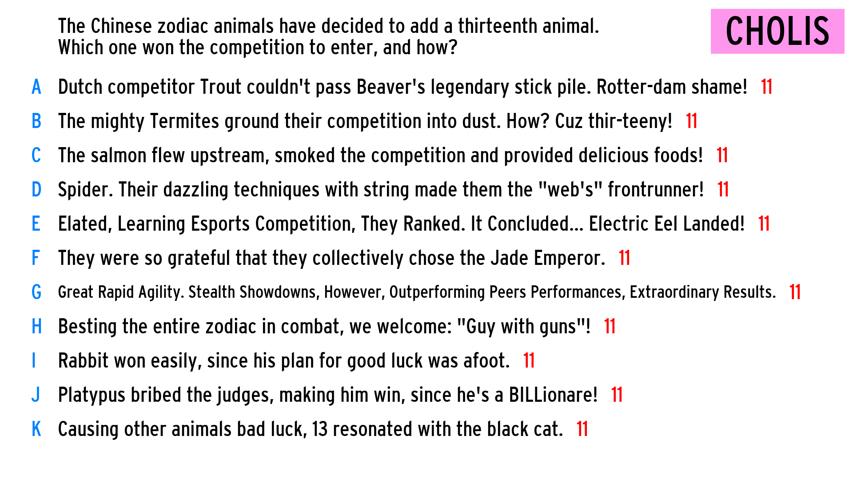 The Chinese zodiac animals have decided to add a thirteenth animal.
CHOLIS
Which one won the competition to enter, and how?
A Dutch competitor Trout couldn't pass Beaver's legendary stick pile. Rotter-dam shame! 11
B The mighty Termites ground their competition into dust. How? Cuz thir-teeny! 11
C The salmon flew upstream, smoked the competition and provided delicious foods! 11
D Spider. Their dazzling techniques with string made them the "web's" frontrunner! 11
E Elated, Learning Esports Competition, They Ranked. It Concluded... Electric Eel Landed! 11
F They were so grateful that they collectively chose the Jade Emperor. 11
G Great Rapid Agility. Stealth Showdowns, However, Outperforming Peers Performances, Extraordinary Results. 11
H Besting the entire zodiac in combat, we welcome: "Guy with guns"! 11
I Rabbit won easily, since his plan for good luck was afoot. 11
J Platypus bribed the judges, making him win, since he's a BILLionare! 11
K Causing other animals bad luck, 13 resonated with the black cat. 11